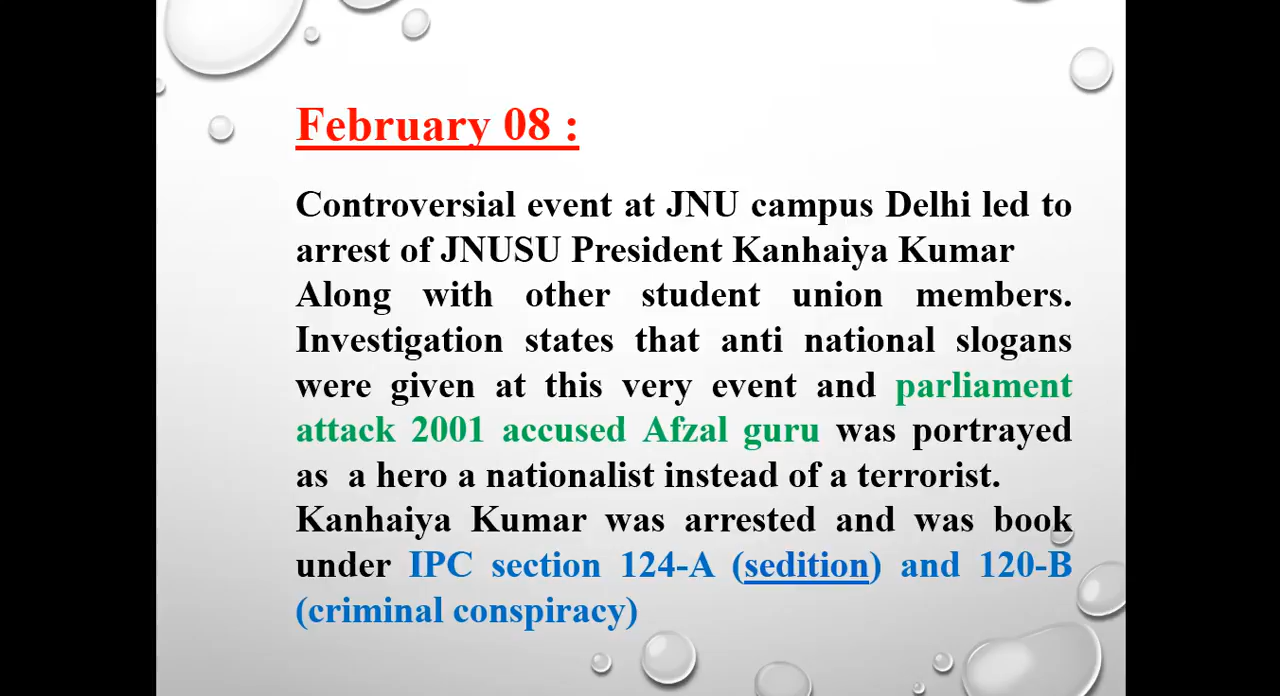 February 08 :
Controversial event at JNU campus Delhi led to
arrest of JNUSU President Kanhaiya Kumar
Along with other student union members.
Investigation states that anti national slogans
were given at this very event and parliament
attack 2001 accused Afzal guru was portrayed
as a hero a nationalist instead of a terrorist.
Kanhaiya Kumar was arrested and was book
under IPC section 124-A (sedition) and 120-B
(criminal conspiracy)